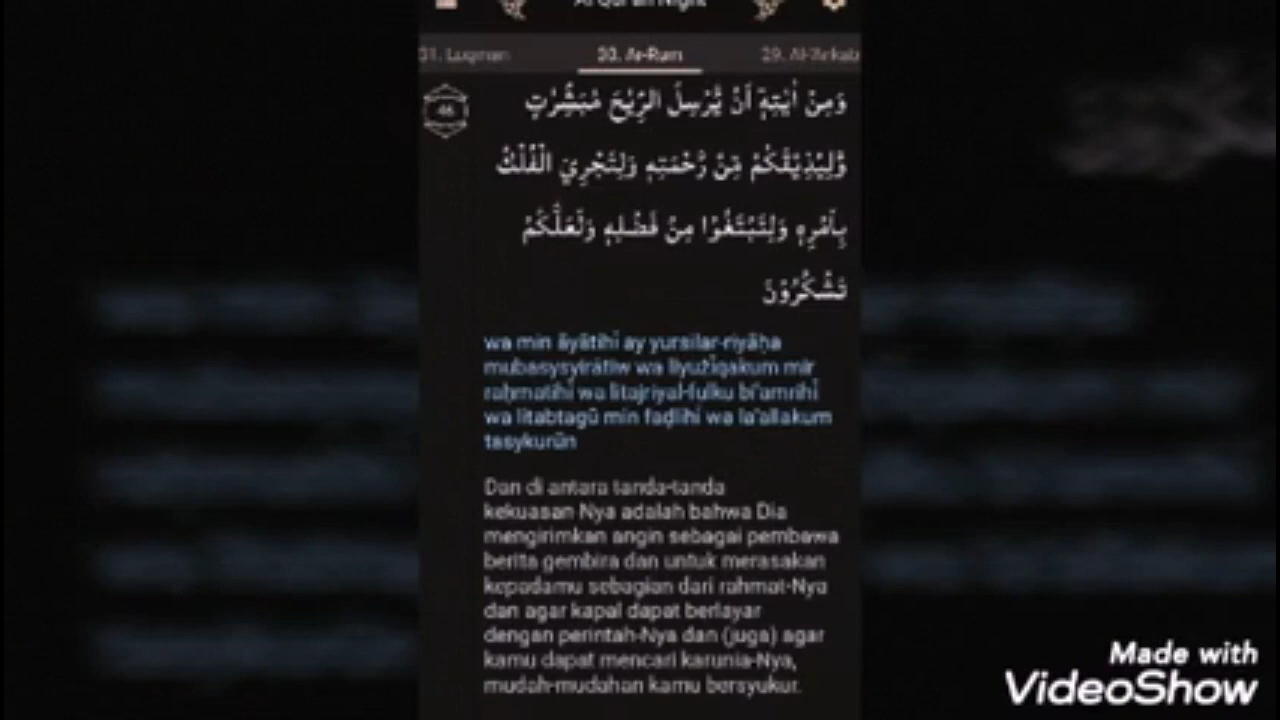 Al Qur'an Night
31. Luqman 30. Ar-Rum 29. Al-'Ankab
46
وَمِنْ اٰيٰتِهٖٓ اَنْ يُّرْسِلَ الرِّيٰحَ مُبَشِّرٰتٍ
وَّلِيُذِيْقَكُمْ مِّنْ رَّحْمَتِهٖ وَلِتَجْرِيَ الْفُلْكُ
بِاَمْرِهٖ وَلِتَبْتَغُوْا مِنْ فَضْلِهٖ وَلَعَلَّكُمْ
تَشْكُرُوْنَ
wa min āyātihī ay yursilar-riyāḥa
mubasysyirātiw wa liyużīqakum mir
raḥmatihī wa litajriyal-fulku bi'amrihī
wa litabtagū min faḍlihī wa la'allakum
tasykurūn
Dan di antara tanda-tanda
kekuasan Nya adalah bahwa Dia
mengirimkan angin sebagai pembawa
berita gembira dan untuk merasakan
kepadamu sebagian dari rahmat-Nya
dan agar kapal dapat berlayar
dengan perintah-Nya dan (juga) agar
kamu dapat mencari karunia-Nya,
mudah-mudahan kamu bersyukur.
Made with
VideoShow